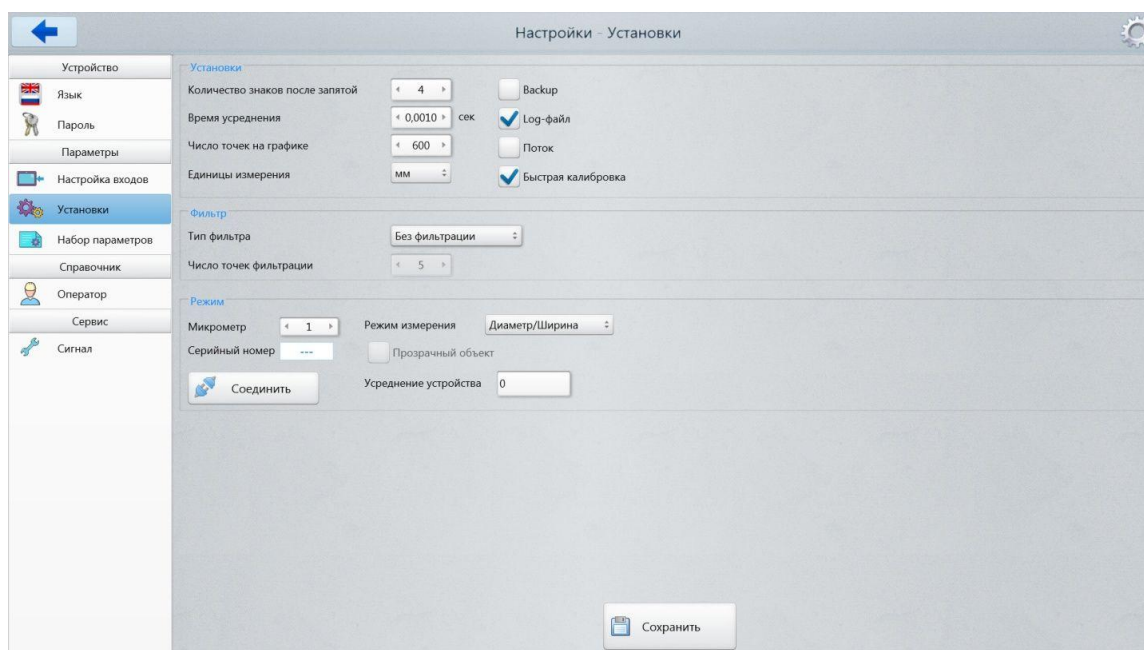 Настройки - Установки
Устройство
Язык
Пароль
Параметры
Настройка входов
Установки
Набор параметров
Справочник
Оператор
Сервис
Сигнал
Установки
Количество знаков после запятой 4 Backup
Время усреднения 0,0010 сек Log-файл
Число точек на графике 600 Поток
Единицы измерения мм Быстрая калибровка
Фильтр
Тип фильтра Без фильтрации
Число точек фильтрации 5
Режим
Микрометр 1 Режим измерения Диаметр/Ширина
Серийный номер --- Прозрачный объект
Соединить Усреднение устройства 0
Сохранить